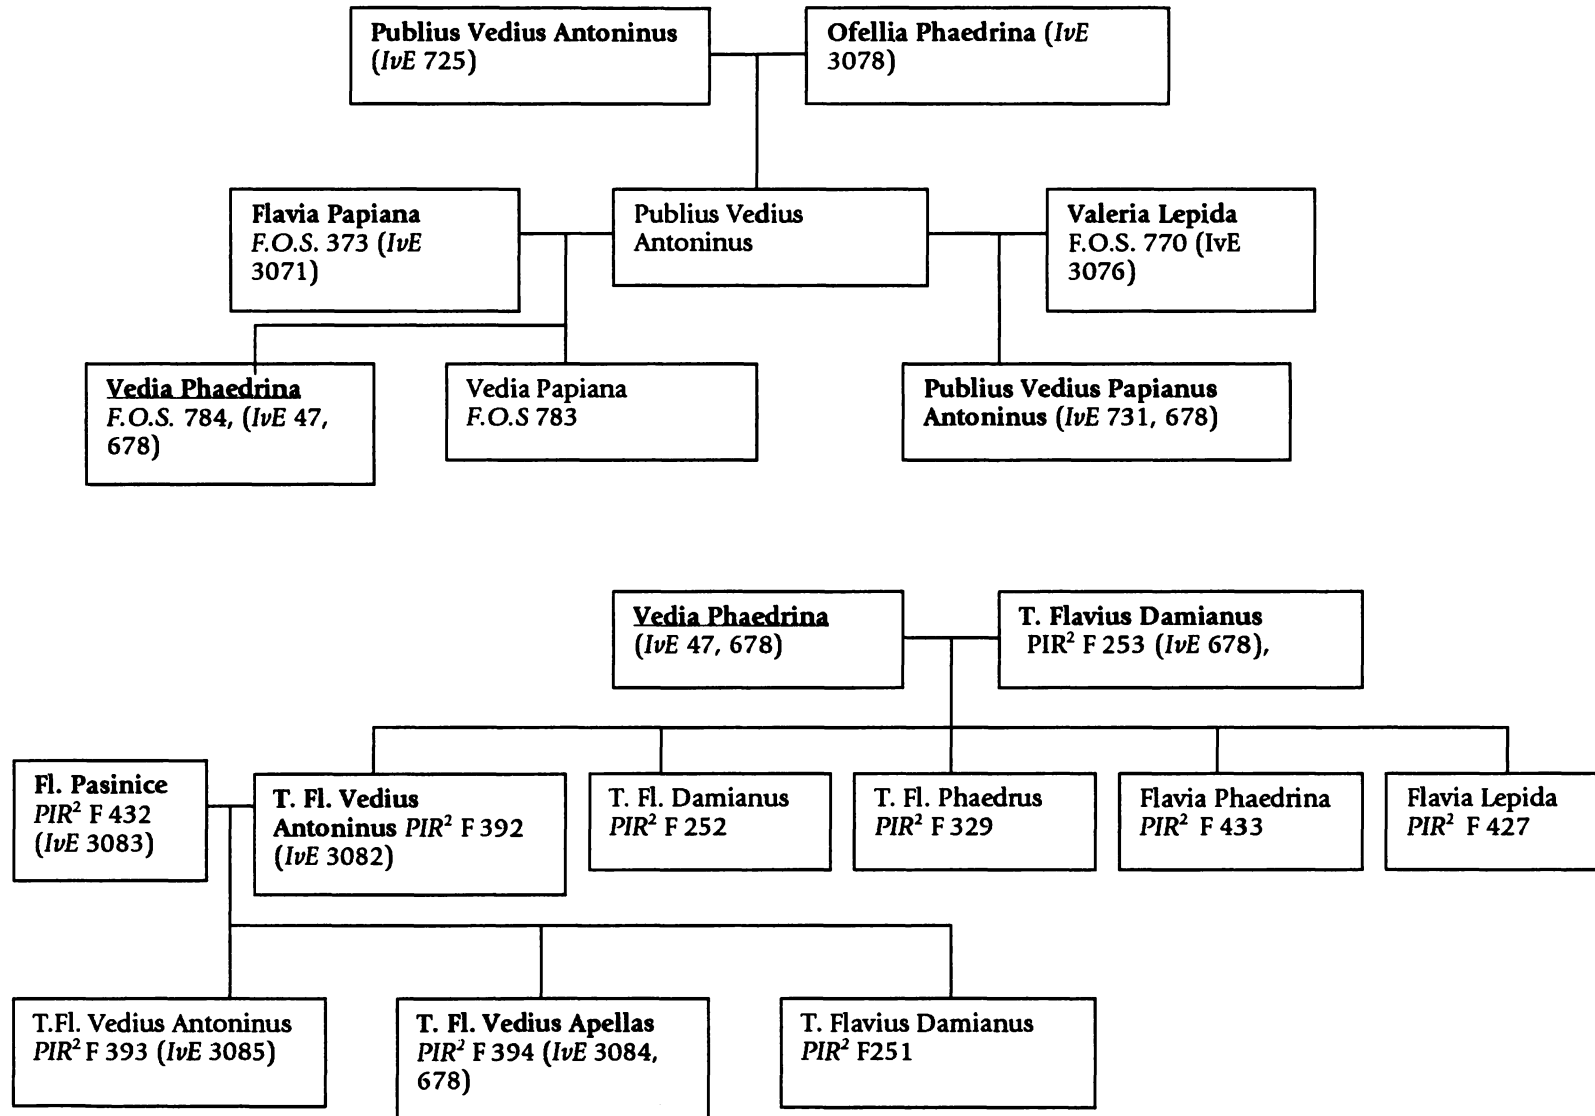 Publius Vedius Antoninus
(IvE 725)
Ofellia Phaedrina (IvE
3078)
Flavia Papiana
F.O.S. 373 (IvE
3071)
Publius Vedius
Antoninus
Valeria Lepida
F.O.S. 770 (IvE
3076)
Vedia Phaedrina
F.O.S. 784, (IvE 47,
678)
Vedia Papiana
F.O.S 783
Publius Vedius Papianus
Antoninus (IvE 731, 678)
Vedia Phaedrina
(IvE 47, 678)
T. Flavius Damianus
PIR² F 253 (IvE 678),
Fl. Pasinice
PIR² F 432
(IvE 3083)
T. Fl. Vedius
Antoninus PIR² F 392
(IvE 3082)
T. Fl. Damianus
PIR² F 252
T. Fl. Phaedrus
PIR² F 329
Flavia Phaedrina
PIR² F 433
Flavia Lepida
PIR² F 427
T.Fl. Vedius Antoninus
PIR² F 393 (IvE 3085)
T. Fl. Vedius Apellas
PIR² F 394 (IvE 3084,
678)
T. Flavius Damianus
PIR² F251